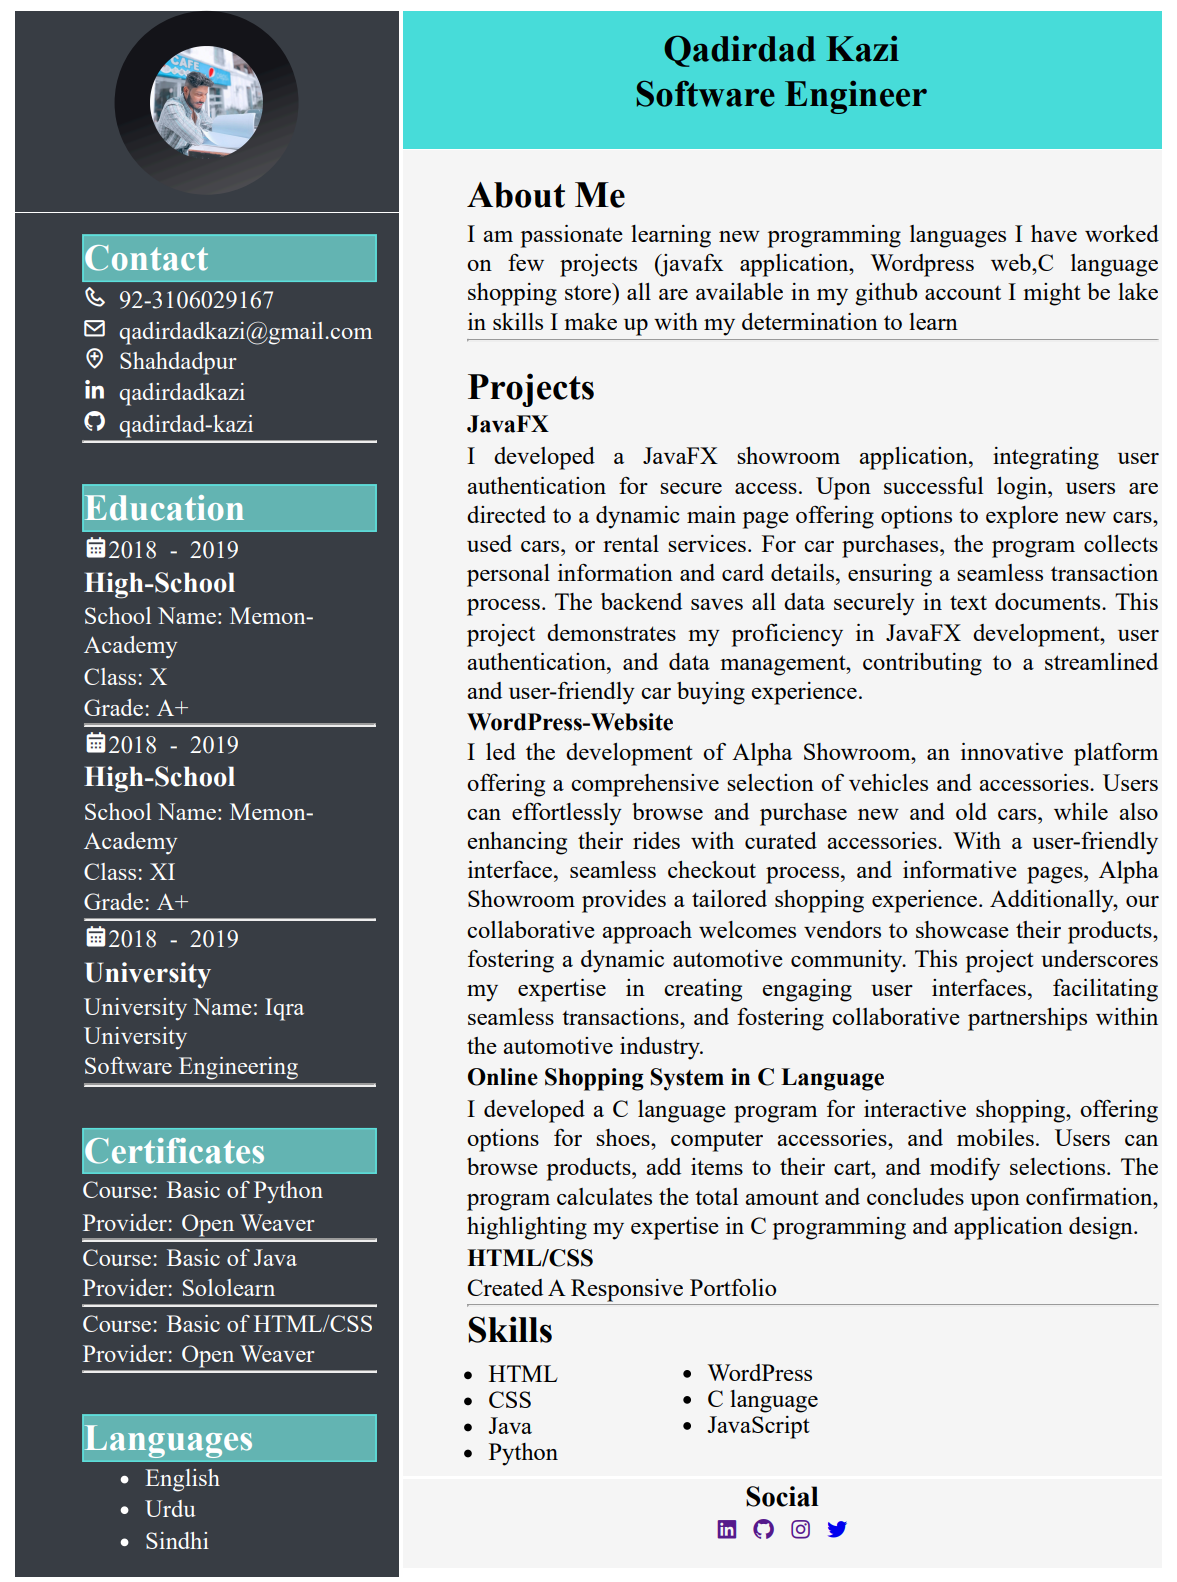 CAFE
Contact
92-3106029167
qadirdadkazi@gmail.com
Shahdadpur
qadirdadkazi
qadirdad-kazi
Education
2018 - 2019
High-School
School Name: Memon-
Academy
Class: X
Grade: A+
2018 - 2019
High-School
School Name: Memon-
Academy
Class: XI
Grade: A+
2018 - 2019
University
University Name: Iqra
University
Software Engineering
Certificates
Course: Basic of Python
Provider: Open Weaver
Course: Basic of Java
Provider: Sololearn
Course: Basic of HTML/CSS
Provider: Open Weaver
Languages
English
Urdu
Sindhi
Qadirdad Kazi
Software Engineer
About Me
I am passionate learning new programming languages I have worked
on few projects (javafx application, Wordpress web,C language
shopping store) all are available in my github account I might be lake
in skills I make up with my determination to learn
Projects
JavaFX
I developed a JavaFX showroom application, integrating user
authentication for secure access. Upon successful login, users are
directed to a dynamic main page offering options to explore new cars,
used cars, or rental services. For car purchases, the program collects
personal information and card details, ensuring a seamless transaction
process. The backend saves all data securely in text documents. This
project demonstrates my proficiency in JavaFX development, user
authentication, and data management, contributing to a streamlined
and user-friendly car buying experience.
WordPress-Website
I led the development of Alpha Showroom, an innovative platform
offering a comprehensive selection of vehicles and accessories. Users
can effortlessly browse and purchase new and old cars, while also
enhancing their rides with curated accessories. With a user-friendly
interface, seamless checkout process, and informative pages, Alpha
Showroom provides a tailored shopping experience. Additionally, our
collaborative approach welcomes vendors to showcase their products,
fostering a dynamic automotive community. This project underscores
my expertise in creating engaging user interfaces, facilitating
seamless transactions, and fostering collaborative partnerships within
the automotive industry.
Online Shopping System in C Language
I developed a C language program for interactive shopping, offering
options for shoes, computer accessories, and mobiles. Users can
browse products, add items to their cart, and modify selections. The
program calculates the total amount and concludes upon confirmation,
highlighting my expertise in C programming and application design.
HTML/CSS
Created A Responsive Portfolio
Skills
HTML
CSS
Java
Python
WordPress
C language
JavaScript
Social